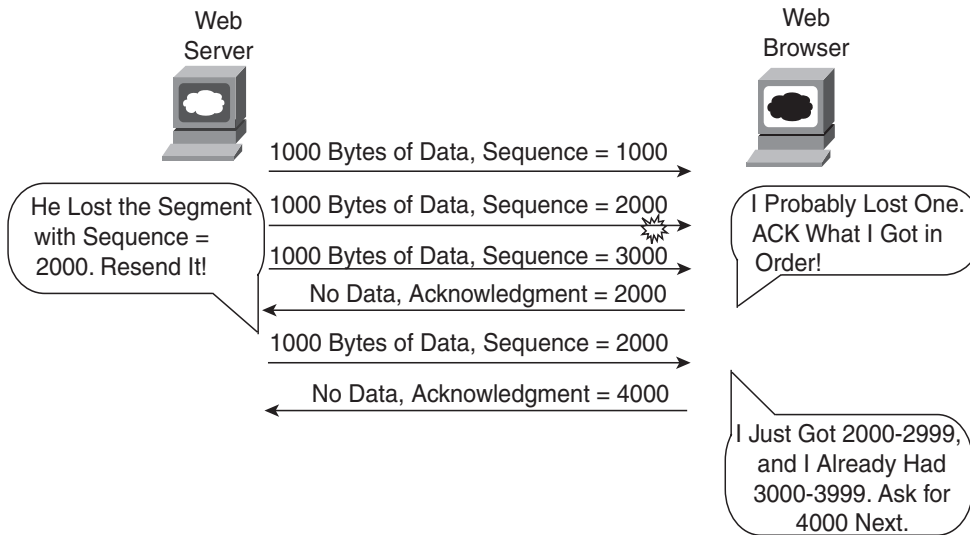 Web
Server
Web
Browser
1000 Bytes of Data, Sequence = 1000
He Lost the Segment
with Sequence =
2000. Resend It!
1000 Bytes of Data, Sequence = 2000
1000 Bytes of Data, Sequence = 3000
No Data, Acknowledgment = 2000
I Probably Lost One.
ACK What I Got in
Order!
1000 Bytes of Data, Sequence = 2000
No Data, Acknowledgment = 4000
I Just Got 2000-2999,
and I Already Had
3000-3999. Ask for
4000 Next.